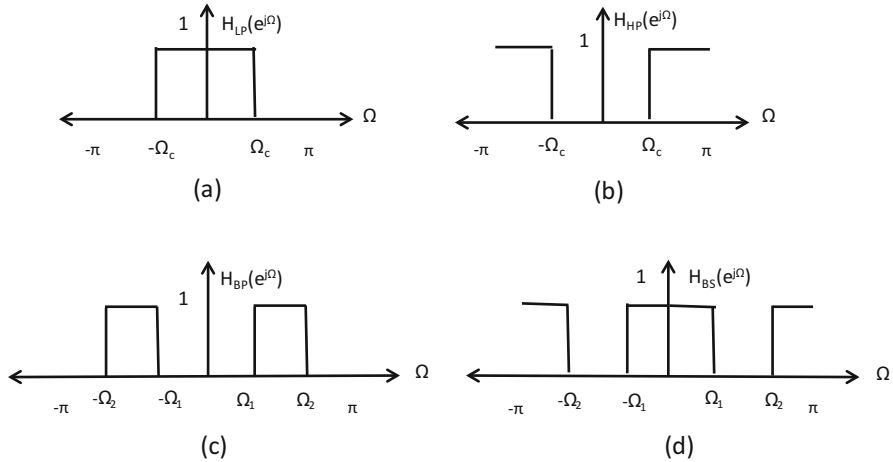 1 H_LP(e^jΩ)
Ω
-π -Ω_c Ω_c π
(a)
1 H_HP(e^jΩ)
Ω
-π -Ω_c Ω_c π
(b)
1 H_BP(e^jΩ)
Ω
-π -Ω_2 -Ω_1 Ω_1 Ω_2 π
(c)
1 H_BS(e^jΩ)
Ω
-π -Ω_2 -Ω_1 Ω_1 Ω_2 π
(d)